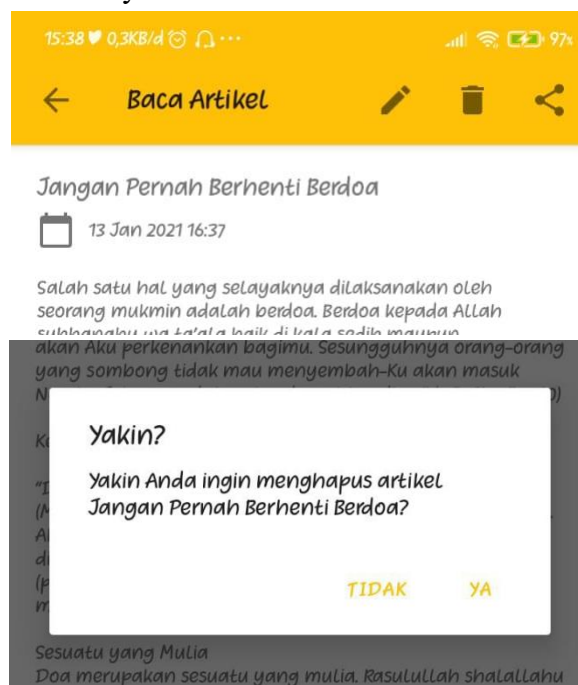 15:38 0,3KB/d ...
97%
Baca Artikel
Jangan Pernah Berhenti Berdoa
13 Jan 2021 16:37
Salah satu hal yang selayaknya dilaksanakan oleh
seorang mukmin adalah berdoa. Berdoa kepada Allah
akan Aku perkenankan bagimu. Sesungguhnya orang-orang
yang sombong tidak mau menyembah-Ku akan masuk
Yakin?
Yakin Anda ingin menghapus artikel
Jangan Pernah Berhenti Berdoa?
TIDAK YA
Sesuatu yang Mulia
Doa merupakan sesuatu yang mulia. Rasulullah shalallahu